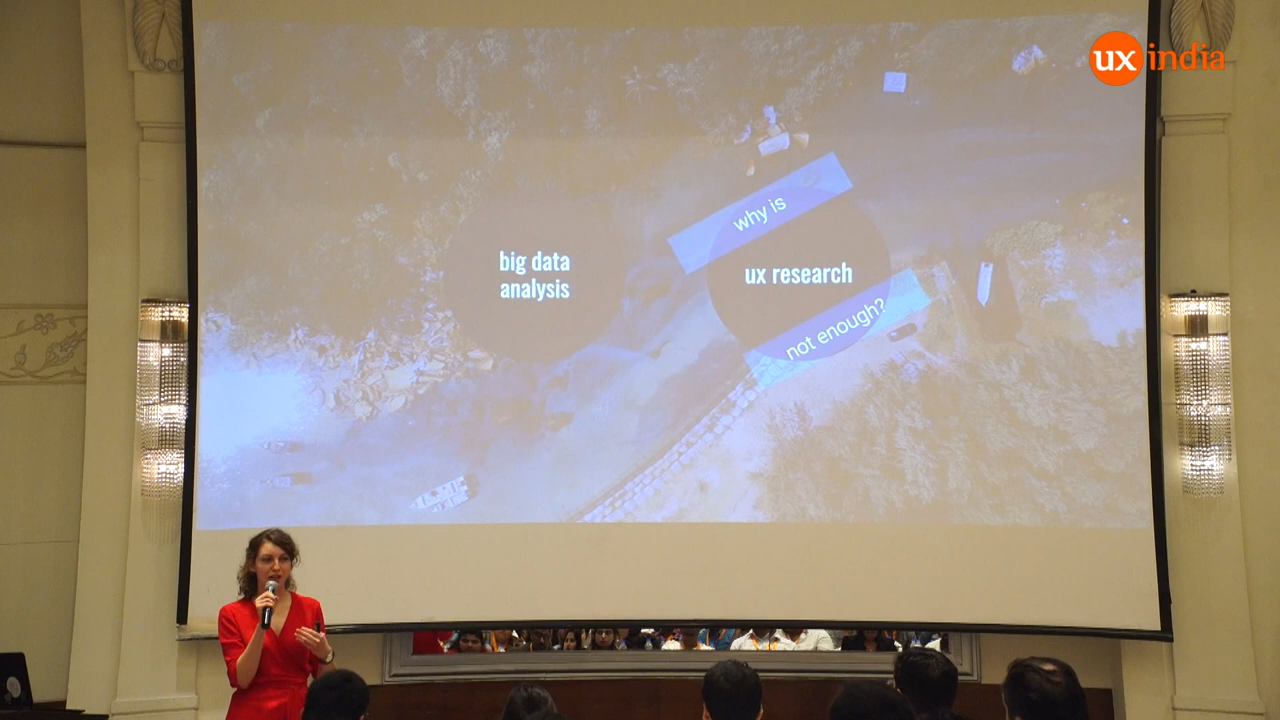 ux india
big data
analysis
why is
ux research
not enough?